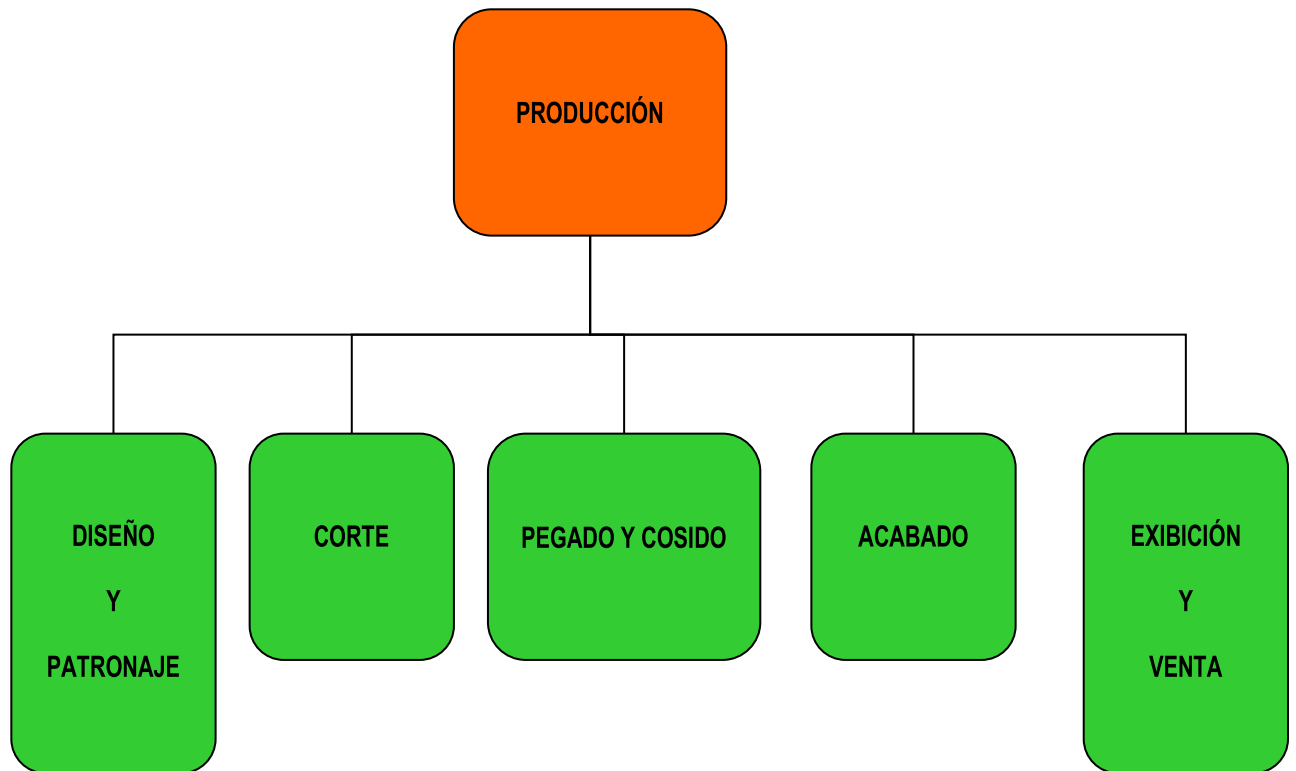 PRODUCCIÓN
DISEÑO
Y
PATRONAJE
CORTE
PEGADO Y COSIDO
ACABADO
EXIBICIÓN
Y
VENTA